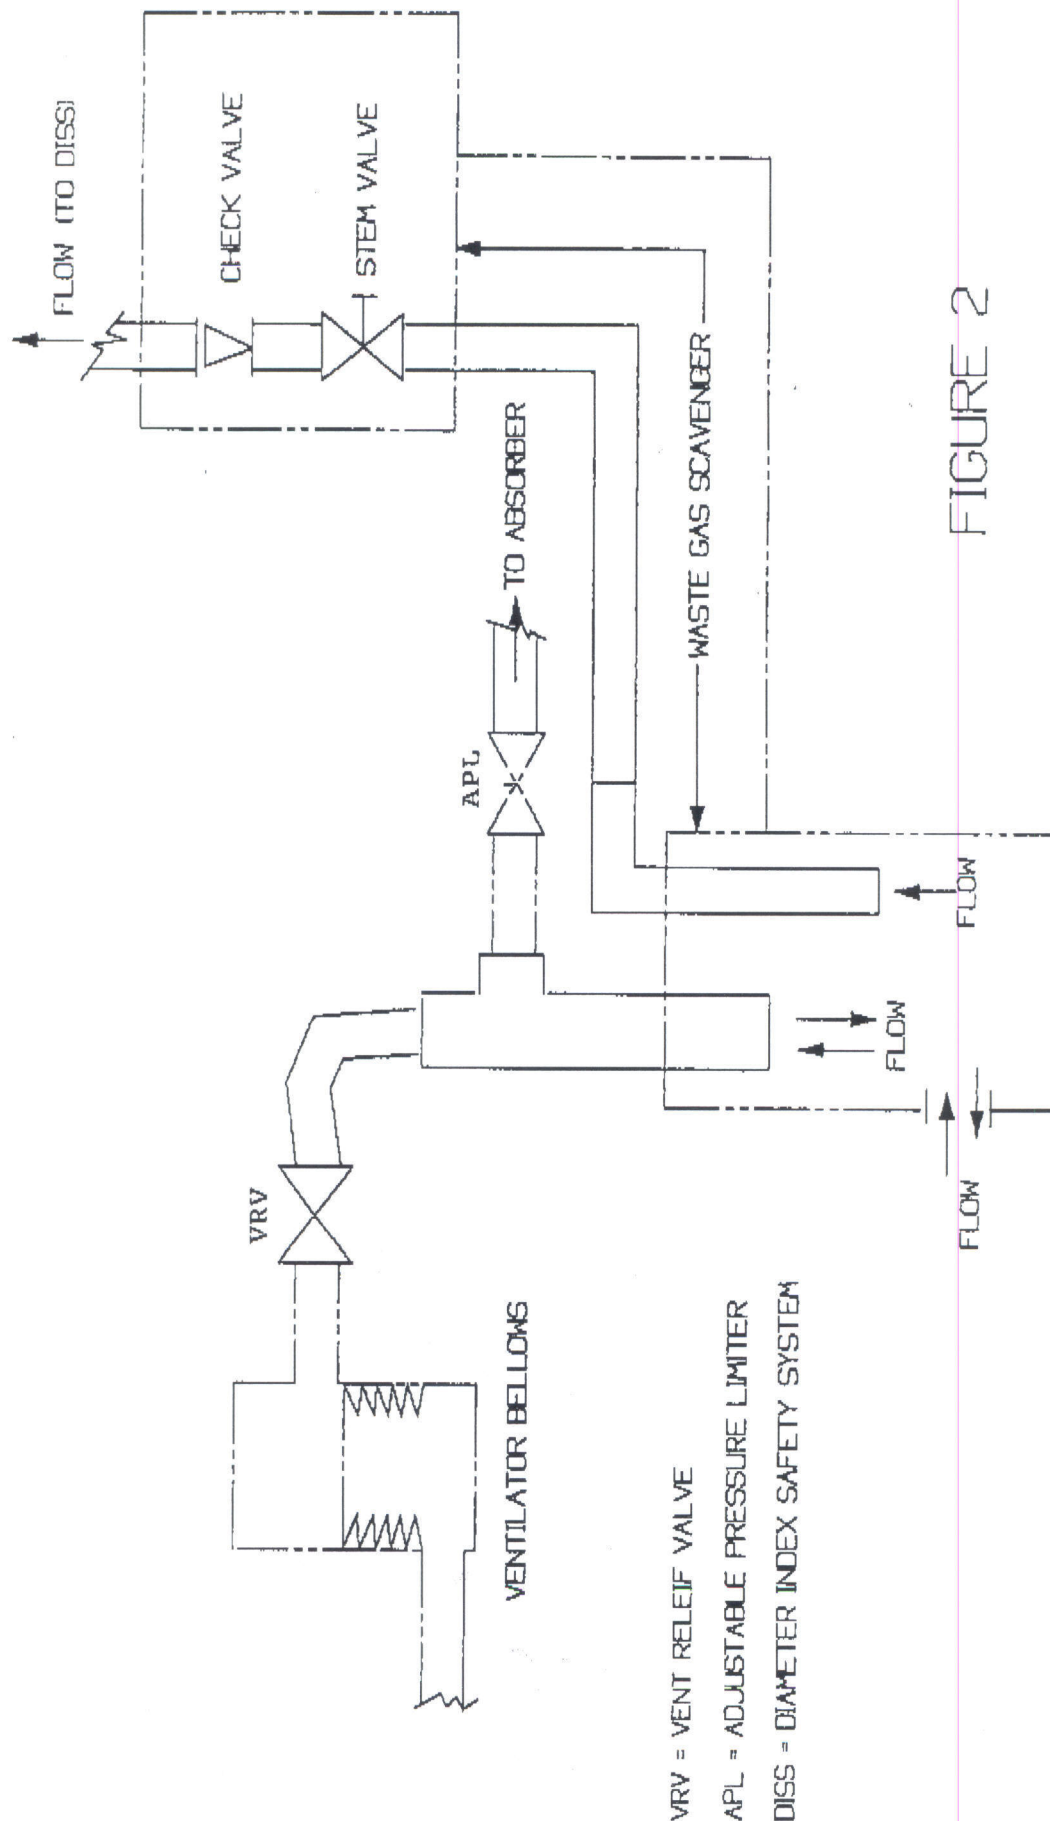 FLOW (TO DISS)
CHECK VALVE
STEM VALVE
TO ABSORBER
APL
WASTE GAS SCAVENGER
VRV
FLOW
FLOW
FLOW
VENTILATOR BELLOWS
VRV = VENT RELEIF VALVE
APL = ADJUSTABLE PRESSURE LIMITER
DISS = DIAMETER INDEX SAFETY SYSTEM
FIGURE 2